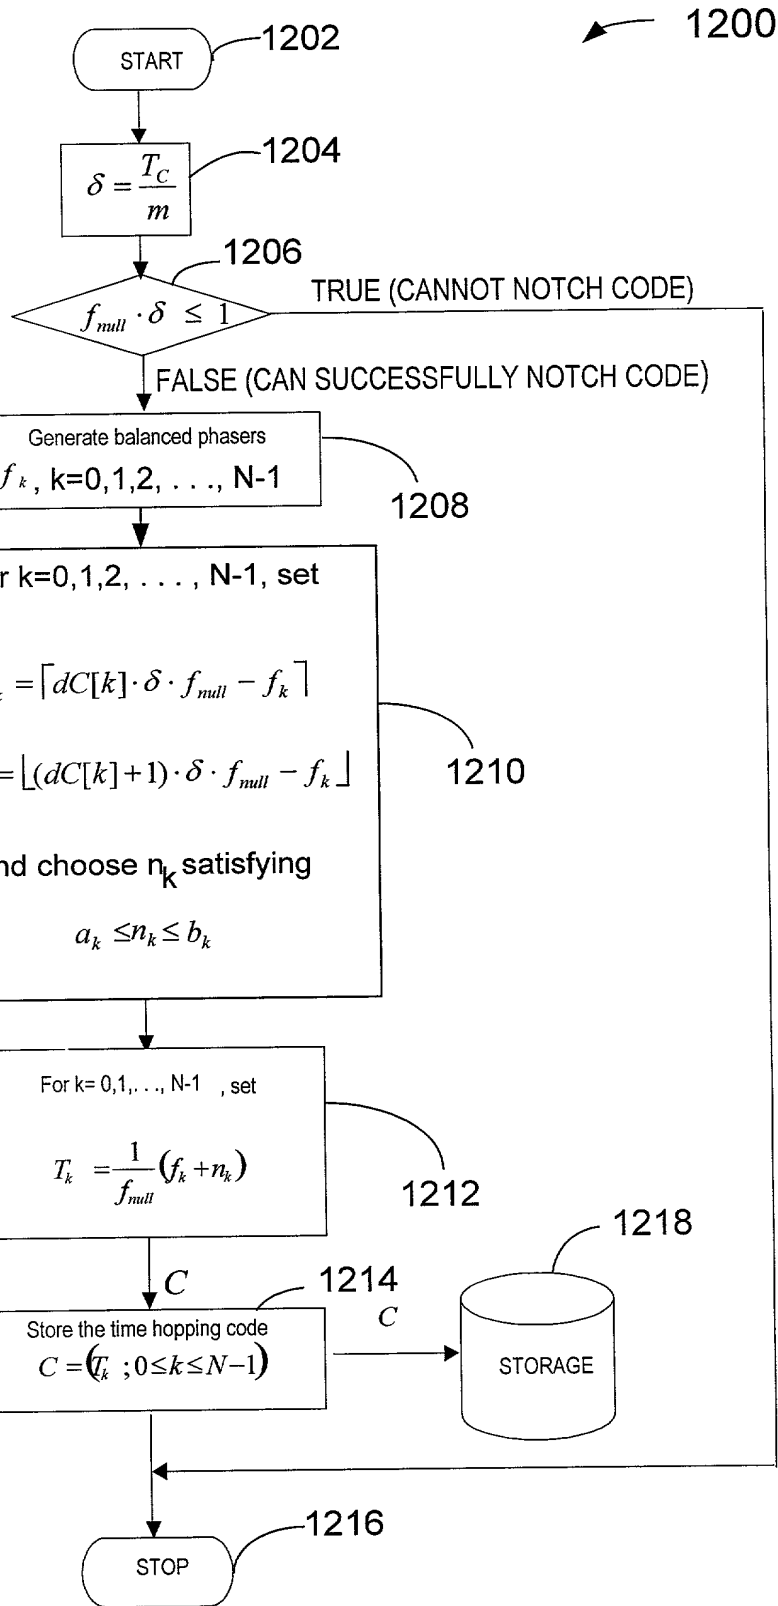 1200
START
1202
δ = T_C / m
1204
1206
f_null · δ ≤ 1
TRUE (CANNOT NOTCH CODE)
FALSE (CAN SUCCESSFULLY NOTCH CODE)
Generate balanced phasers
f_k, k=0,1,2, . . ., N-1
1208
r k=0,1,2, . . . , N-1, set
k = ⌈dC[k] · δ · f_null − f_k⌉
= ⌊(dC[k]+1) · δ · f_null − f_k⌋
1210
nd choose n_k satisfying
a_k ≤ n_k ≤ b_k
For k= 0,1,. . ., N-1 , set
T_k = 1 / f_null (f_k + n_k)
1212
C
1214
1218
Store the time hopping code
C = (T_k ; 0≤k≤N−1)
C
STORAGE
1216
STOP